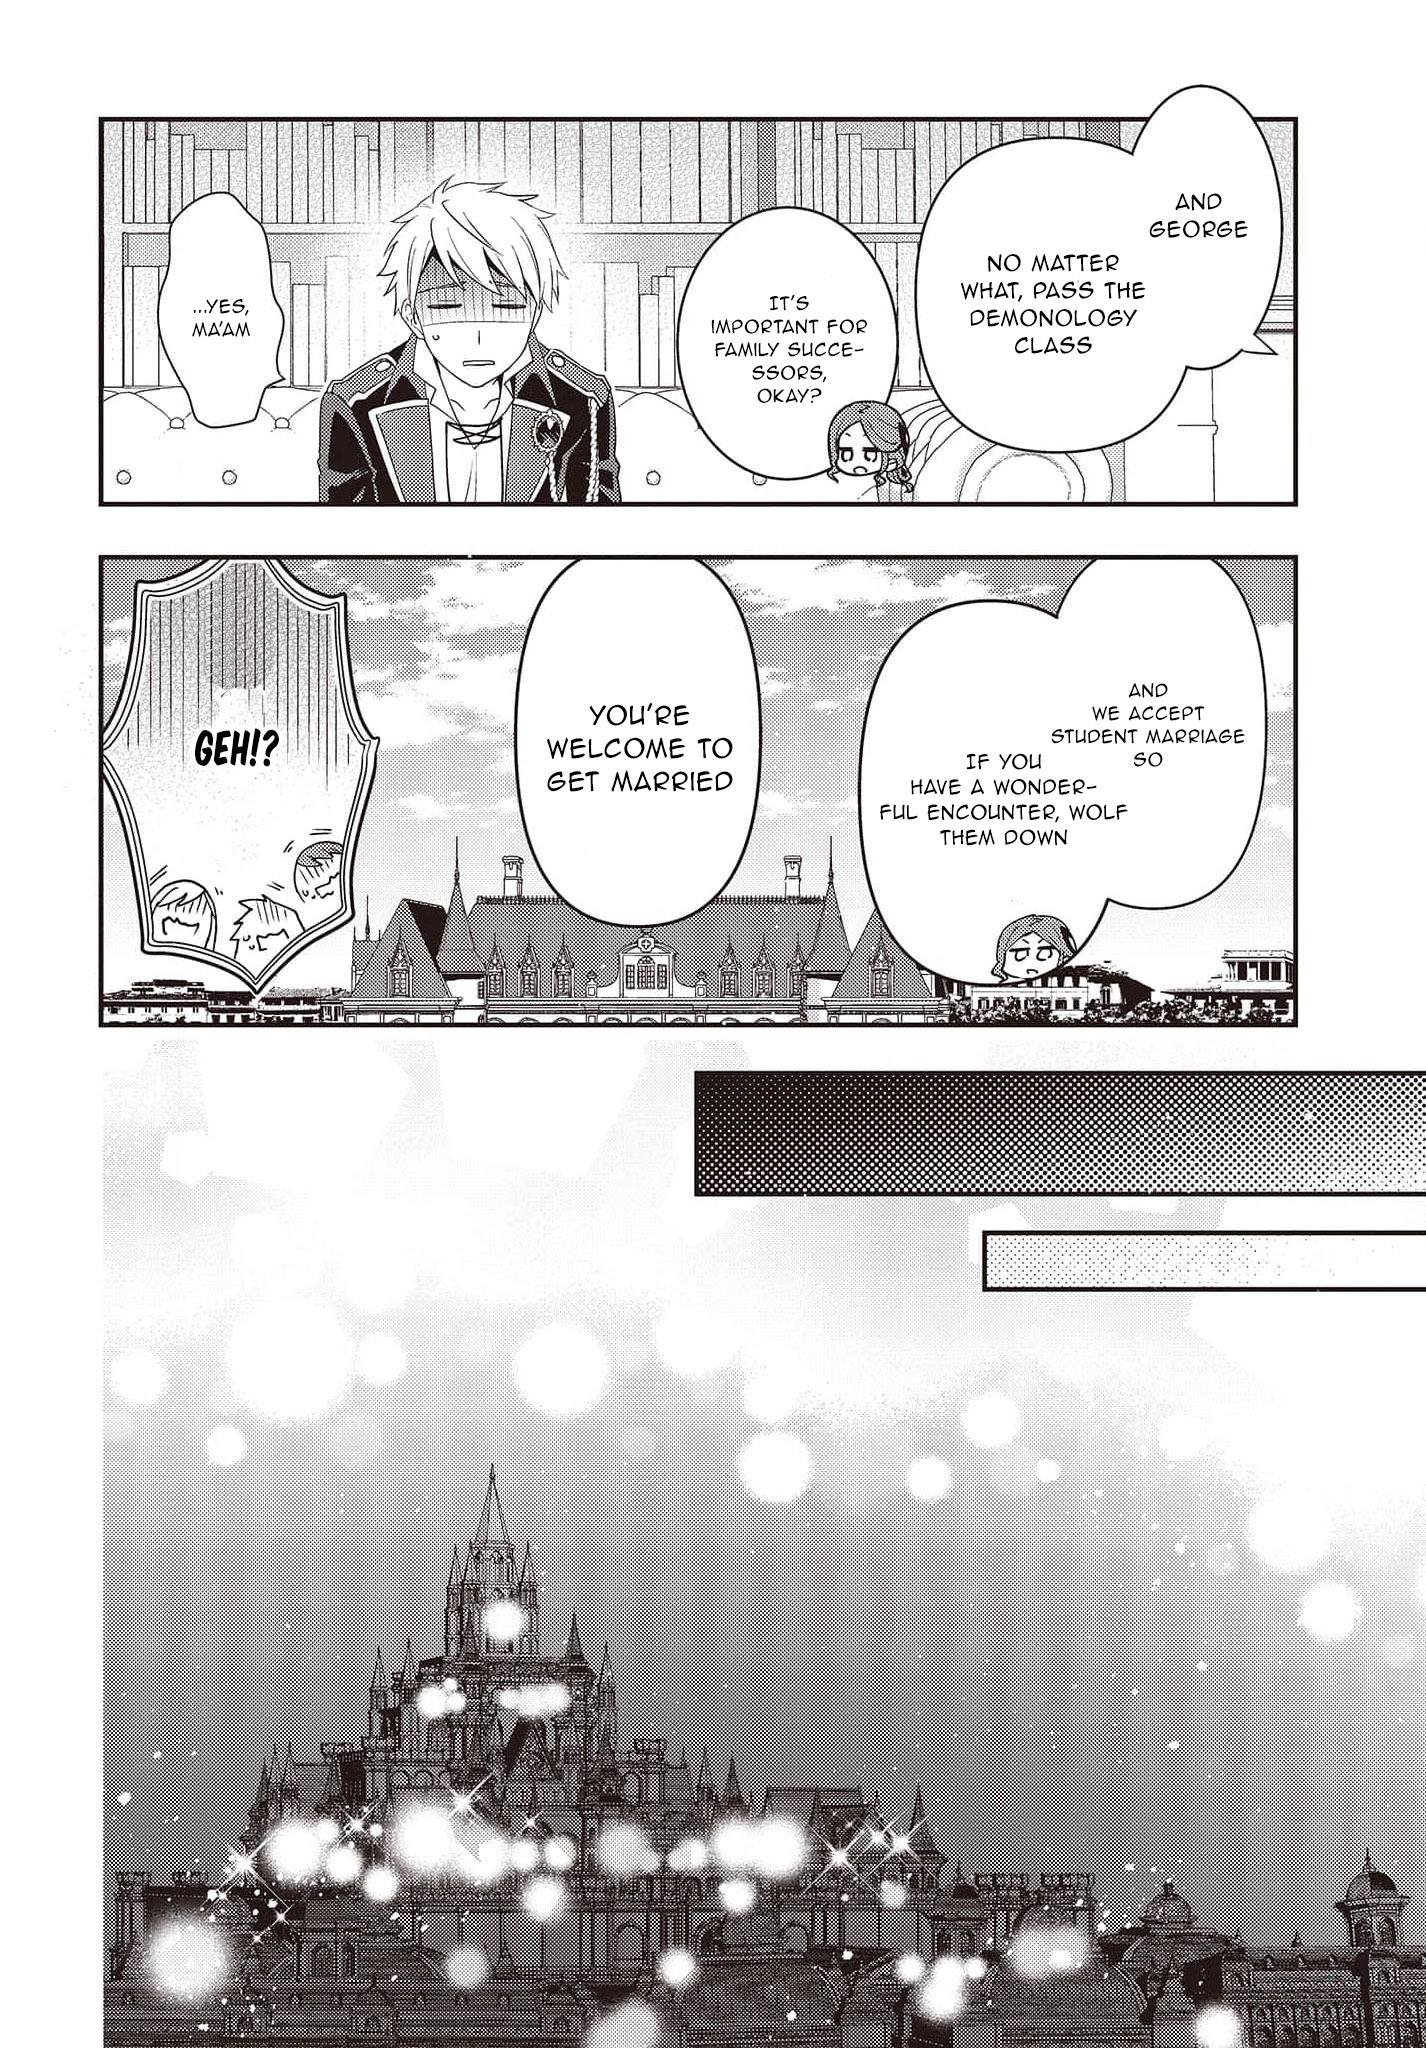 AND
GEORGE
NO MATTER
WHAT, PASS THE
DEMONOLOGY
CLASS
IT'S
IMPORTANT FOR
FAMILY SUCCE-
SSORS,
OKAY?
...YES,
MA'AM
AND
WE ACCEPT
STUDENT MARRIAGE
SO
IF YOU
HAVE A WONDER-
FUL ENCOUNTER, WOLF
THEM DOWN
YOU'RE
WELCOME TO
GET MARRIED
GEH!?